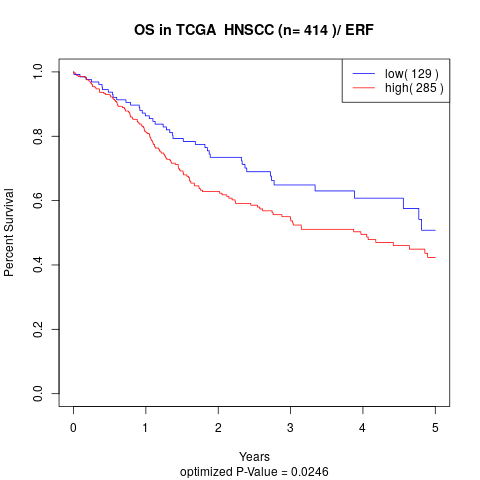 OS in TCGA HNSCC (n= 414 )/ ERF
low( 129 )
high( 285 )
Percent Survival
1.0
0.8
0.6
0.4
0.2
0.0
0 1 2 3 4 5
Years
optimized P-Value = 0.0246